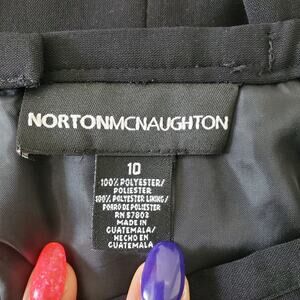 NORTONMCNAUGHTON
10
100% POLYESTER/
POLIESTER
100% POLYESTER LINING/
FORRO DE POLIESTER
RN 57803
MADE IN
GUATEMALA/
HECHO EN
GUATEMALA